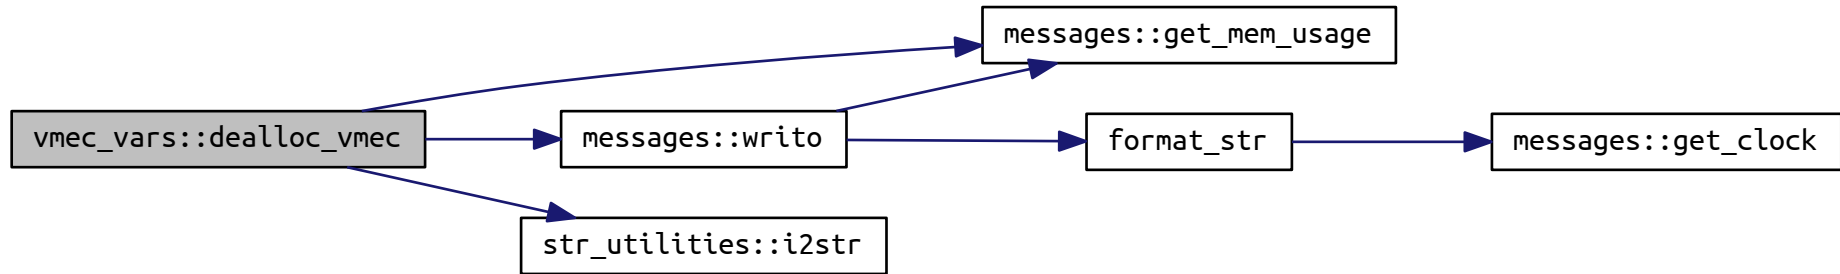 messages::get_mem_usage
vmec_vars::dealloc_vmec
messages::writo
format_str
messages::get_clock
str_utilities::i2str